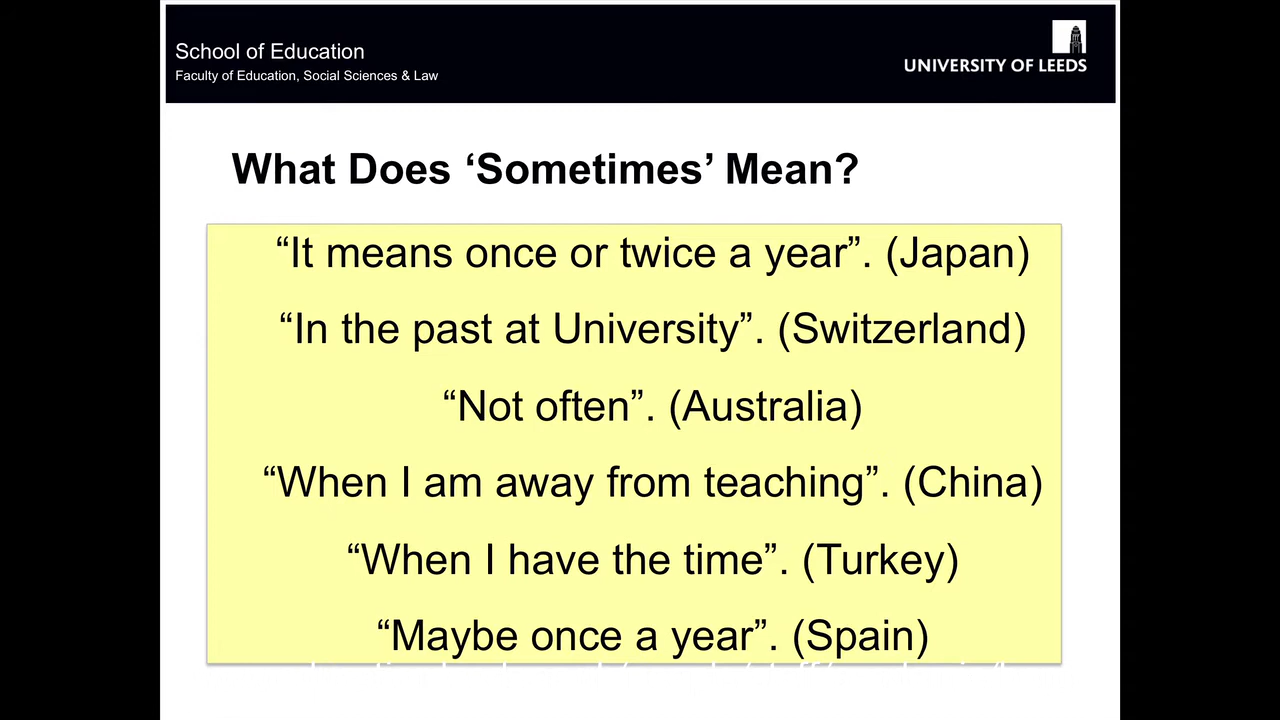 School of Education
Faculty of Education, Social Sciences & Law
UNIVERSITY OF LEEDS
What Does ‘Sometimes’ Mean?
“It means once or twice a year”. (Japan)
“In the past at University”. (Switzerland)
“Not often”. (Australia)
“When I am away from teaching”. (China)
“When I have the time”. (Turkey)
“Maybe once a year”. (Spain)